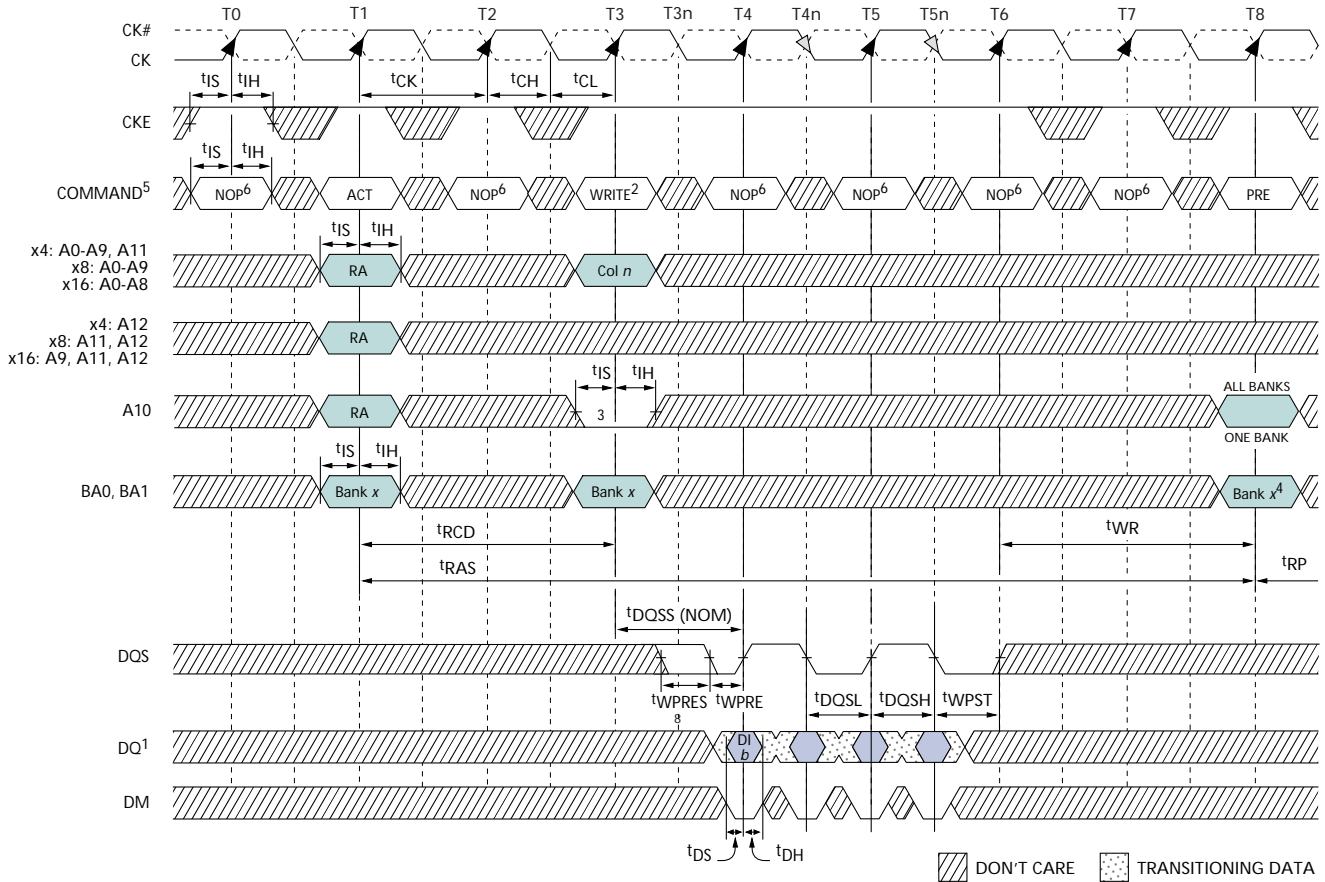 T0 T1 T2 T3 T3n T4 T4n T5 T5n T6 T7 T8
CK#
CK
tIS tIH tCK tCH tCL
CKE
tIS tIH
COMMAND5 NOP6 ACT NOP6 WRITE2 NOP6 NOP6 NOP6 NOP6 PRE
tIS tIH
x4: A0-A9, A11
x8: A0-A9
x16: A0-A8
RA Col n
x4: A12
x8: A11, A12
x16: A9, A11, A12
RA
tIS tIH
ALL BANKS
A10 RA 3
ONE BANK
tIS tIH
BA0, BA1 Bank x Bank x Bank x4
tRCD tWR
tRAS tRP
tDQSS (NOM)
DQS
tWPRES tWPRE tDQSL tDQSH tWPST
8
DQ1 DI
b
DM
tDS tDH
DON'T CARE TRANSITIONING DATA